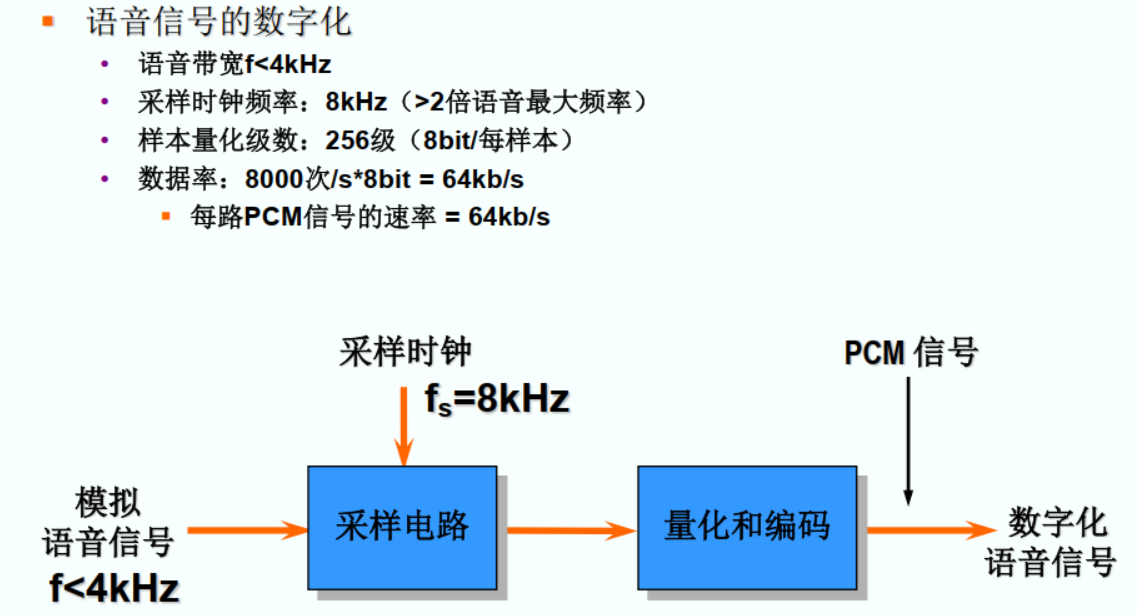 语音信号的数字化
语音带宽f<4kHz
采样时钟频率：8kHz（>2倍语音最大频率）
样本量化级数：256级（8bit/每样本）
数据率：8000次/s*8bit = 64kb/s
每路PCM信号的速率 = 64kb/s
采样时钟
fs=8kHz
PCM 信号
模拟
语音信号
f<4kHz
采样电路
量化和编码
数字化
语音信号